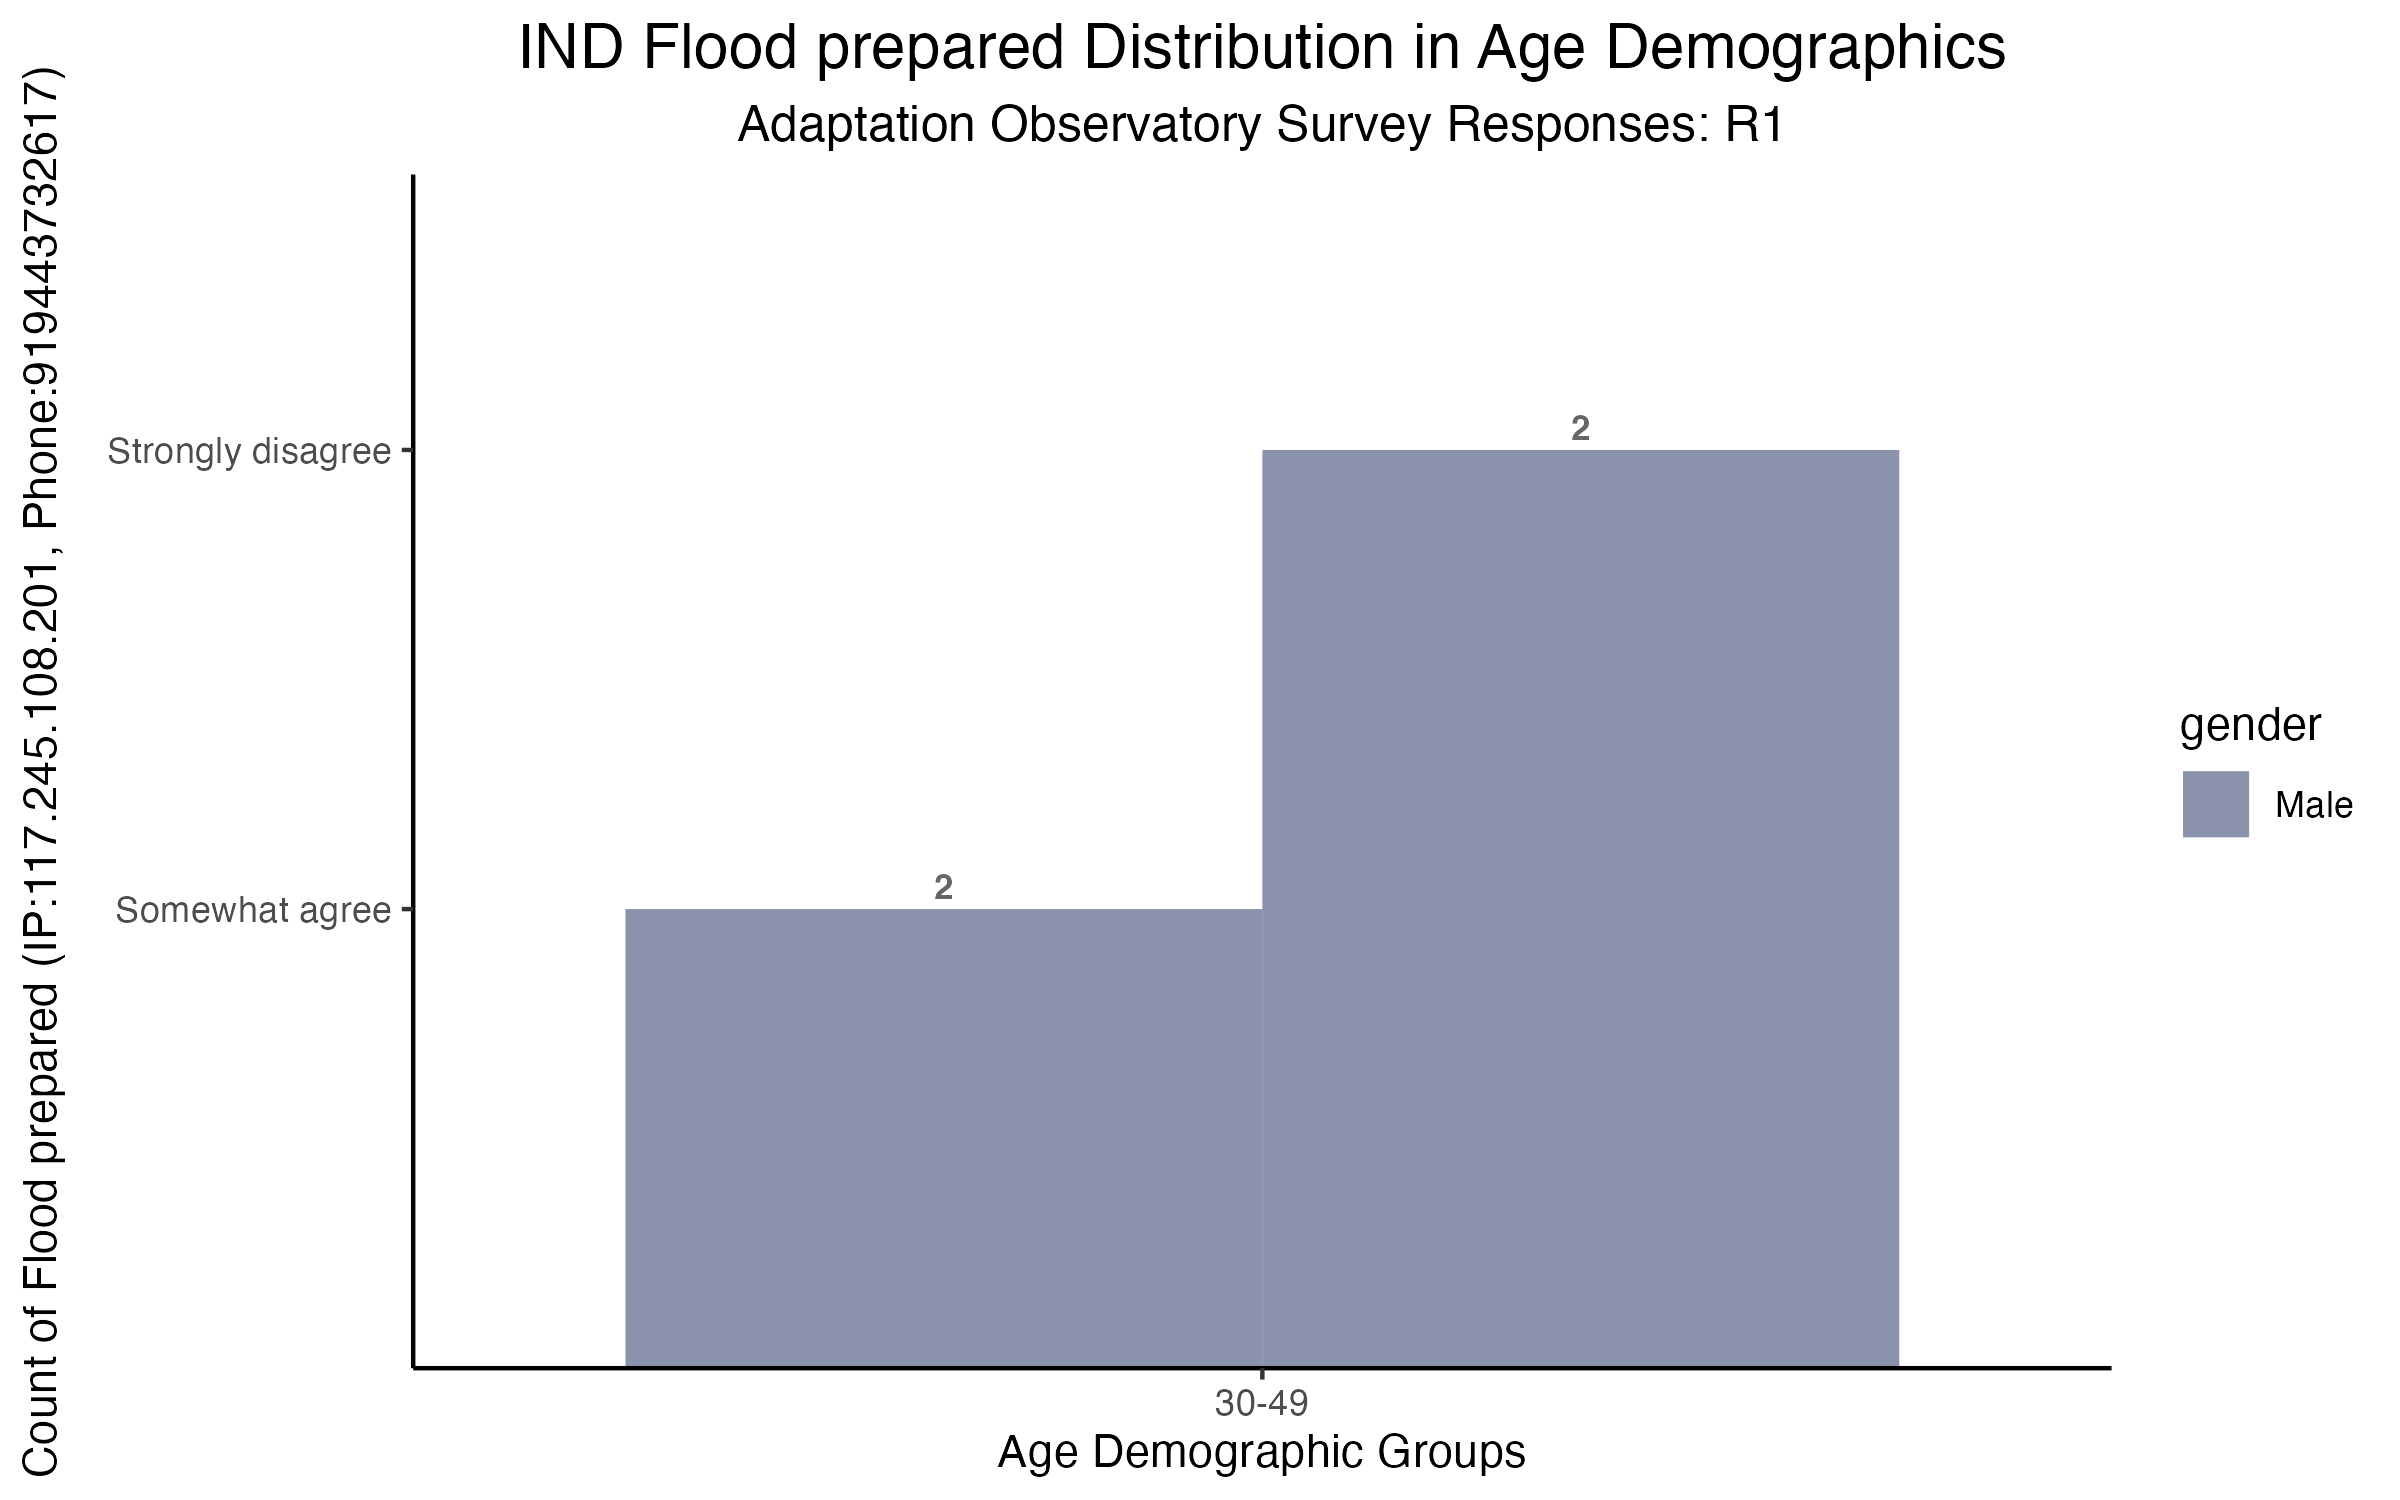 IND Flood prepared Distribution in Age Demographics
Adaptation Observatory Survey Responses: R1
Count of Flood prepared (IP:117.245.108.201, Phone:919443732617)
Strongly disagree
Somewhat agree
2
2
30-49
Age Demographic Groups
gender
Male